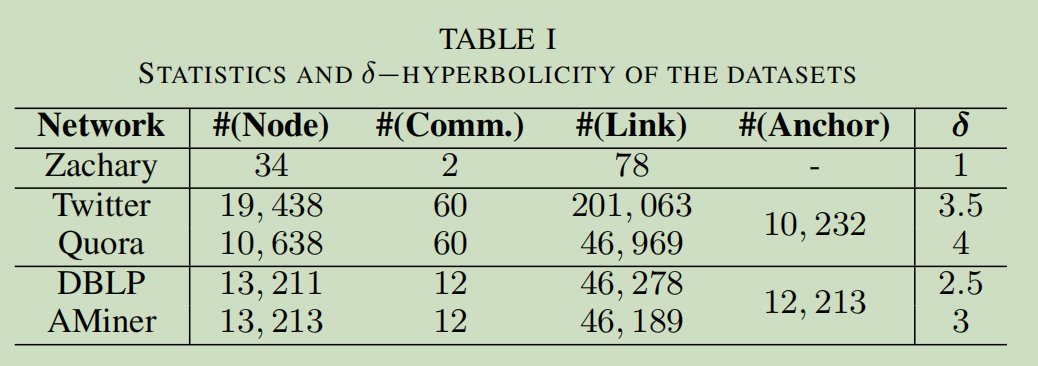 TABLE I
STATISTICS AND δ−HYPERBOLICITY OF THE DATASETS
Network #(Node) #(Comm.) #(Link) #(Anchor) δ
Zachary 34 2 78 - 1
Twitter 19, 438 60 201, 063 10, 232 3.5
Quora 10, 638 60 46, 969 4
DBLP 13, 211 12 46, 278 12, 213 2.5
AMiner 13, 213 12 46, 189 3